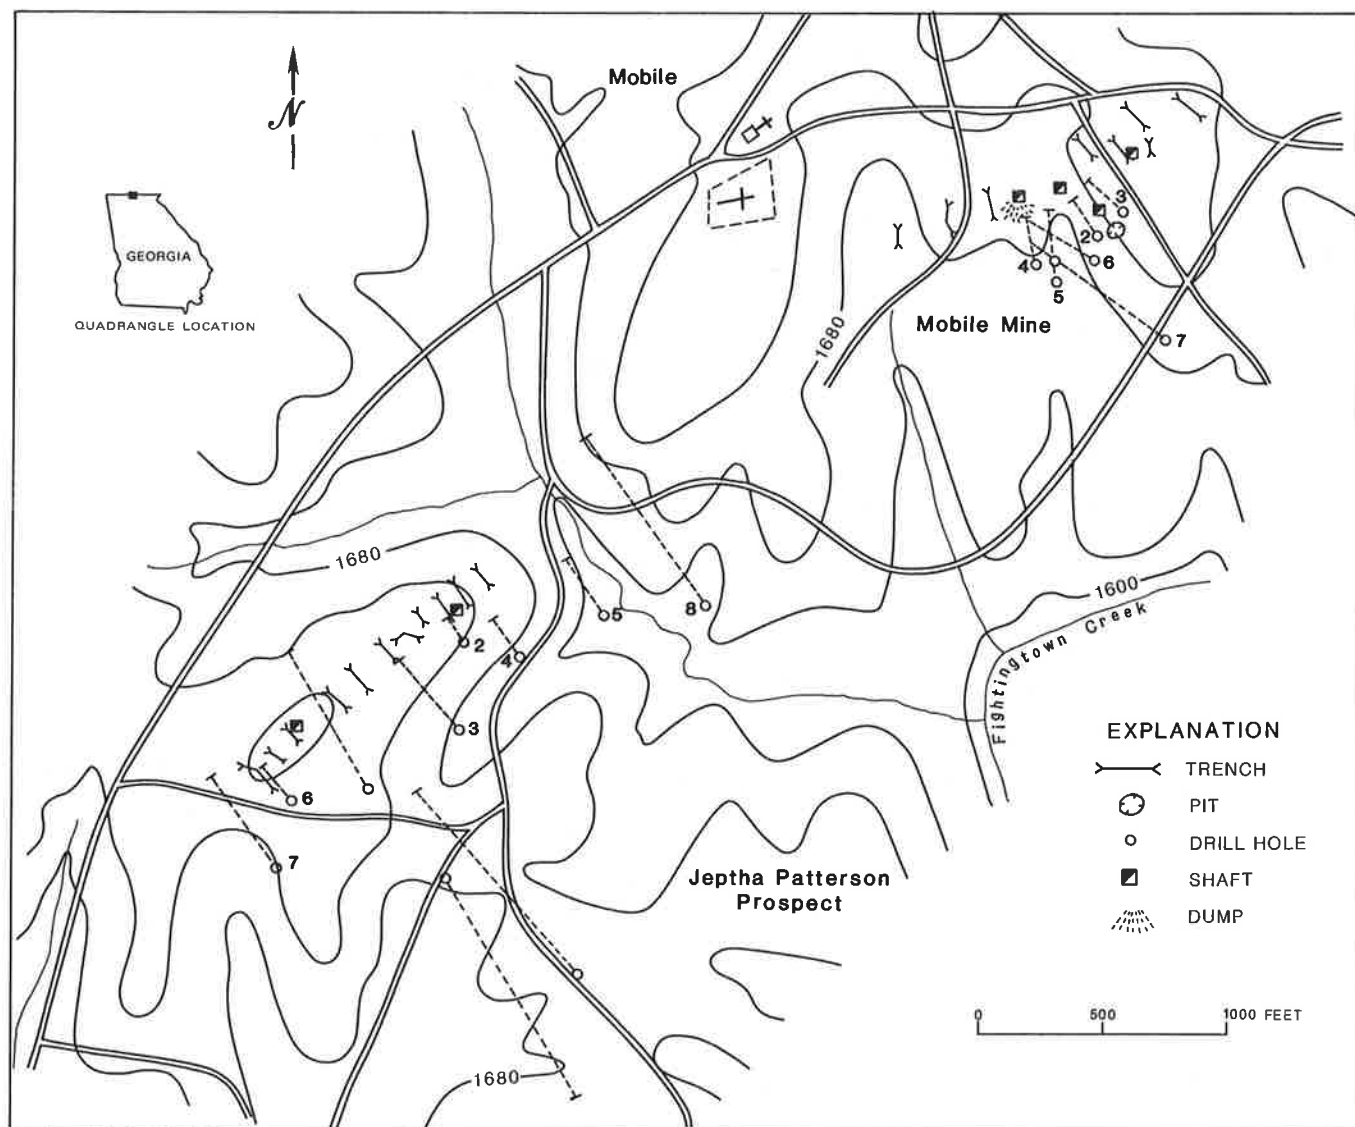 Mobile
N
GEORGIA
QUADRANGLE LOCATION
3
2
6
4
5
7
Mobile Mine
1680
1680
1600
Fightingtown Creek
5
8
2
4
3
6
7
Jeptha Patterson
Prospect
1680
EXPLANATION
TRENCH
PIT
DRILL HOLE
SHAFT
DUMP
0 500 1000 FEET